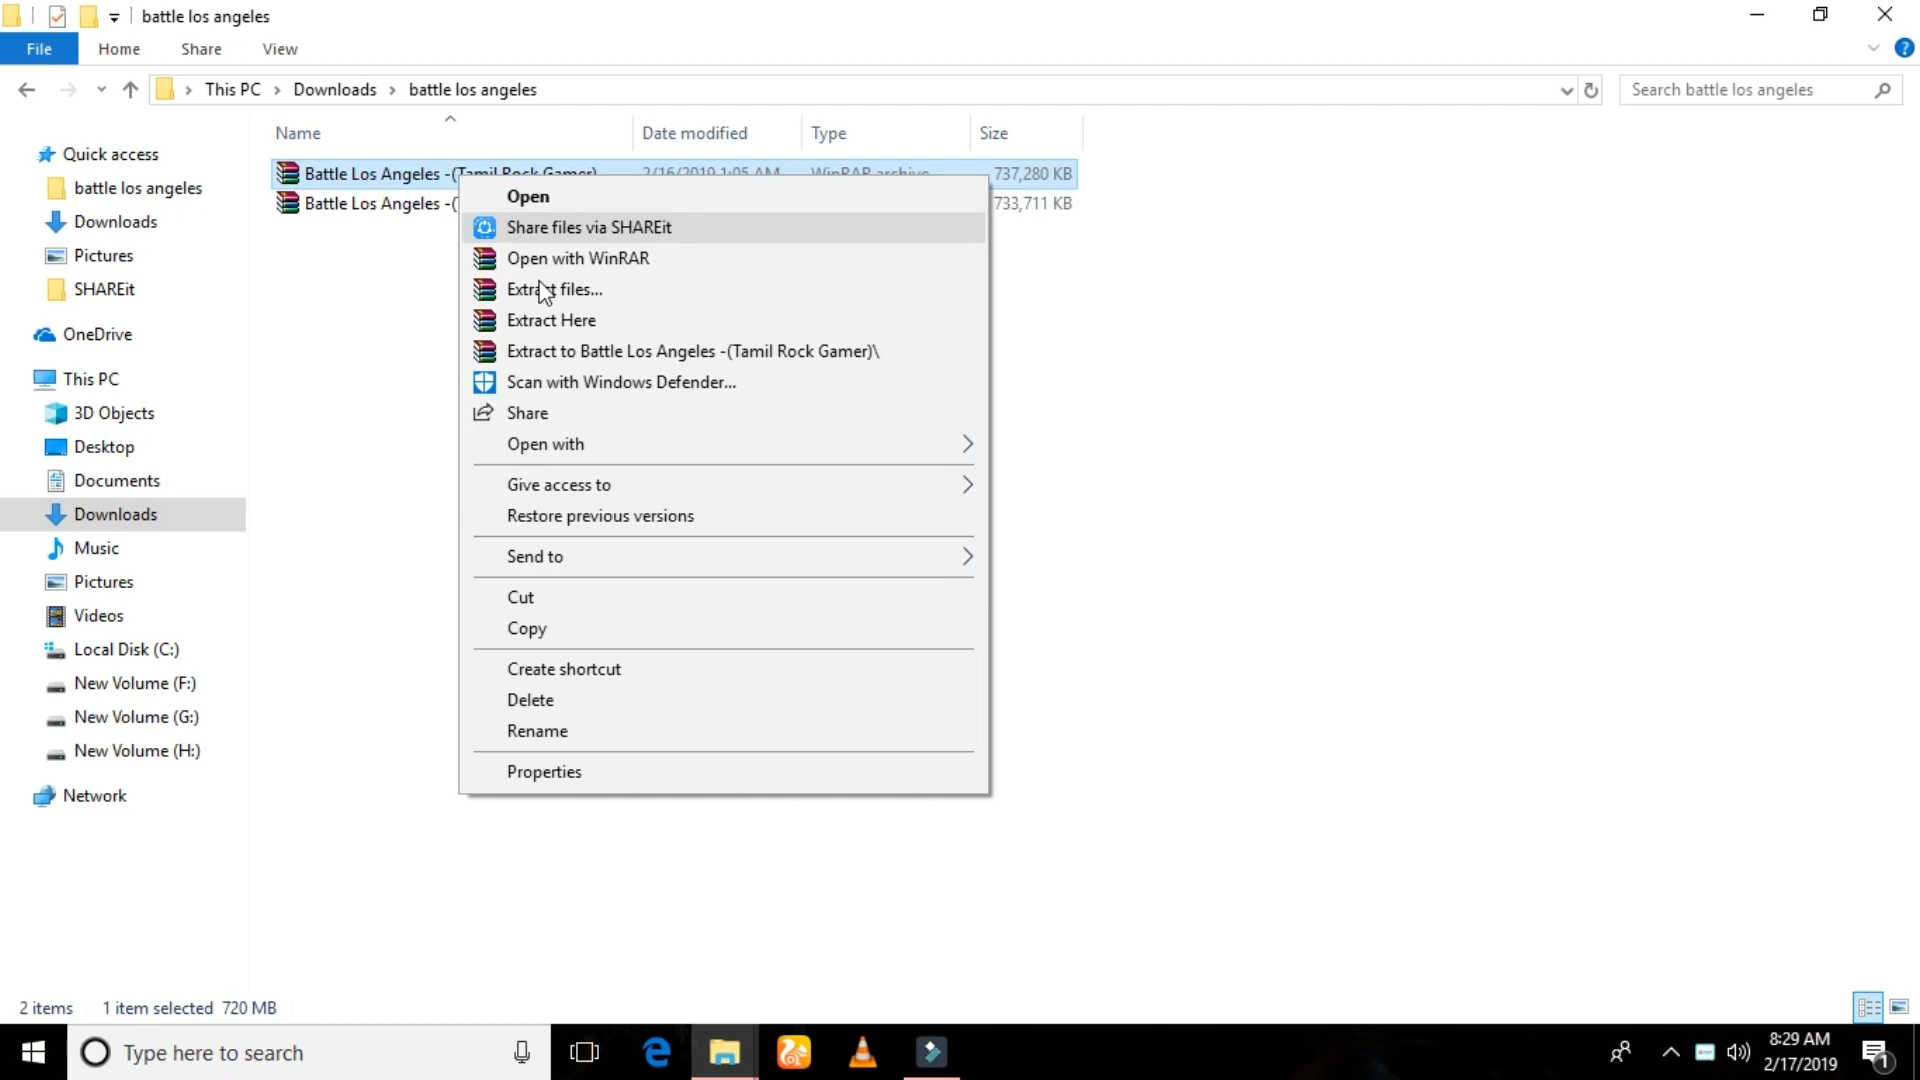 battle los angeles
File Home Share View
This PC Downloads battle los angeles
Search battle los angeles
Name Date modified Type Size
Quick access
battle los angeles
Downloads
Pictures
SHAREit
OneDrive
This PC
3D Objects
Desktop
Documents
Downloads
Music
Pictures
Videos
Local Disk (C:)
New Volume (F:)
New Volume (G:)
New Volume (H:)
Network
Battle Los Angeles -(Tamil Rock Gamer) 2/16/2019 1:05 AM WinRAR archive 737,280 KB
Battle Los Angeles -( 733,711 KB
Open
Share files via SHAREit
Open with WinRAR
Extract files...
Extract Here
Extract to Battle Los Angeles -(Tamil Rock Gamer)\
Scan with Windows Defender...
Share
Open with
Give access to
Restore previous versions
Send to
Cut
Copy
Create shortcut
Delete
Rename
Properties
2 items 1 item selected 720 MB
Type here to search
8:29 AM
2/17/2019
1